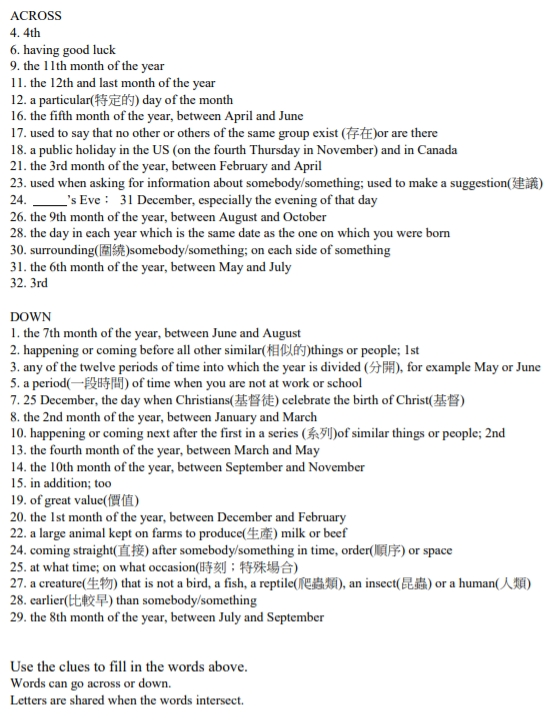 ACROSS
4. 4th
6. having good luck
9. the 11th month of the year
11. the 12th and last month of the year
12. a particular(特定的) day of the month
16. the fifth month of the year, between April and June
17. used to say that no other or others of the same group exist (存在)or are there
18. a public holiday in the US (on the fourth Thursday in November) and in Canada
21. the 3rd month of the year, between February and April
23. used when asking for information about somebody/something; used to make a suggestion(建議)
24. _____'s Eve： 31 December, especially the evening of that day
26. the 9th month of the year, between August and October
28. the day in each year which is the same date as the one on which you were born
30. surrounding(圍繞)somebody/something; on each side of something
31. the 6th month of the year, between May and July
32. 3rd
DOWN
1. the 7th month of the year, between June and August
2. happening or coming before all other similar(相似的)things or people; 1st
3. any of the twelve periods of time into which the year is divided (分開), for example May or June
5. a period(一段時間) of time when you are not at work or school
7. 25 December, the day when Christians(基督徒) celebrate the birth of Christ(基督)
8. the 2nd month of the year, between January and March
10. happening or coming next after the first in a series (系列)of similar things or people; 2nd
13. the fourth month of the year, between March and May
14. the 10th month of the year, between September and November
15. in addition; too
19. of great value(價值)
20. the 1st month of the year, between December and February
22. a large animal kept on farms to produce(生產) milk or beef
24. coming straight(直接) after somebody/something in time, order(順序) or space
25. at what time; on what occasion(時刻；特殊場合)
27. a creature(生物) that is not a bird, a fish, a reptile(爬蟲類), an insect(昆蟲) or a human(人類)
28. earlier(比較早) than somebody/something
29. the 8th month of the year, between July and September
Use the clues to fill in the words above.
Words can go across or down.
Letters are shared when the words intersect.